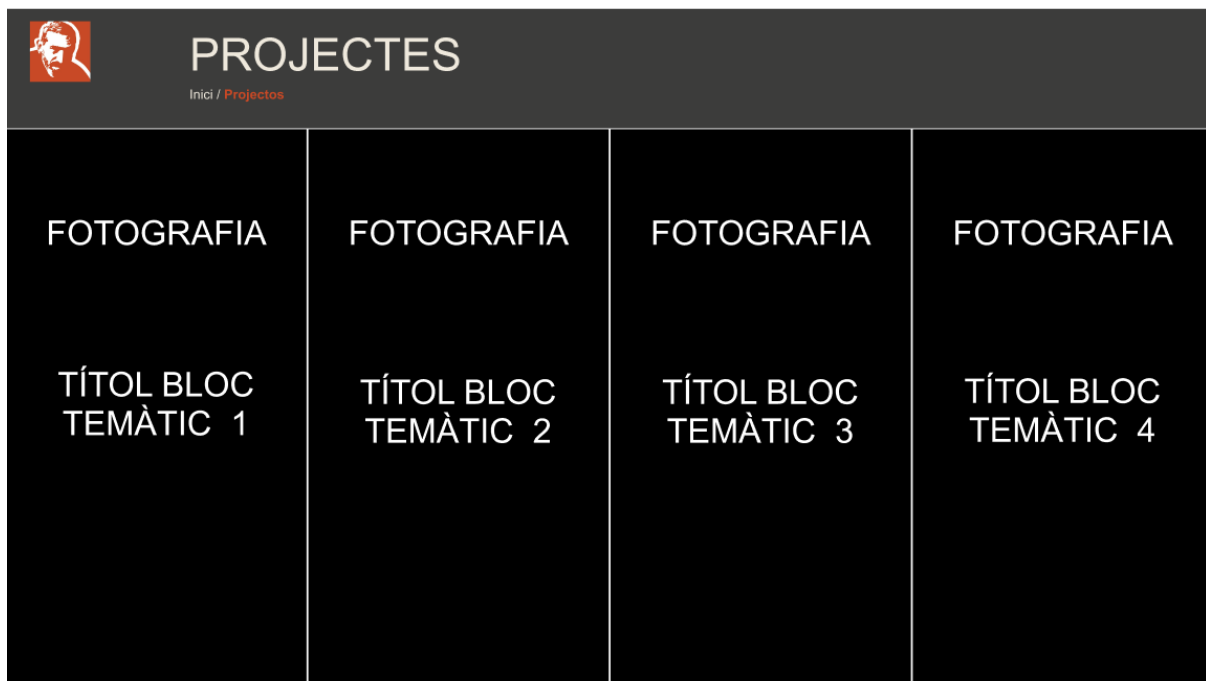 PROJECTES
Inici / Projectos
FOTOGRAFIA
TÍTOL BLOC
TEMÀTIC 1
FOTOGRAFIA
TÍTOL BLOC
TEMÀTIC 2
FOTOGRAFIA
TÍTOL BLOC
TEMÀTIC 3
FOTOGRAFIA
TÍTOL BLOC
TEMÀTIC 4